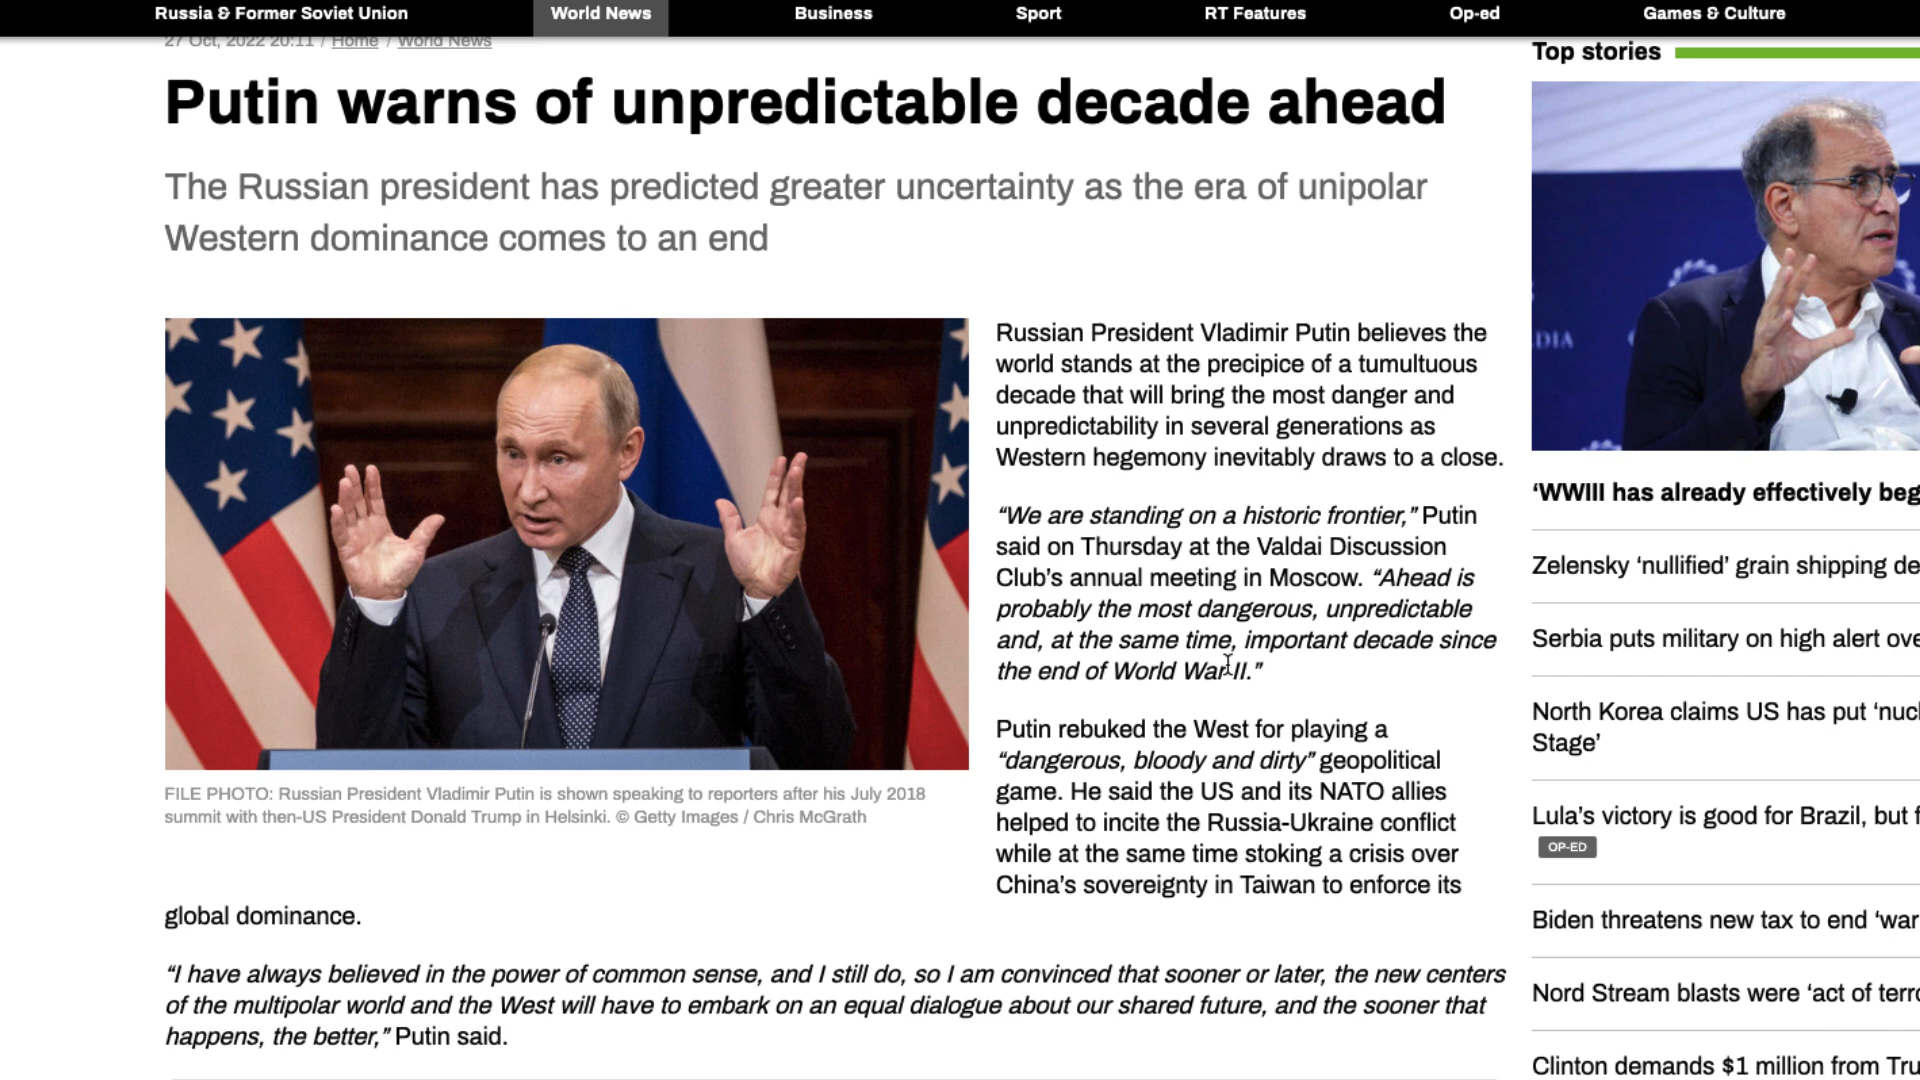 Russia & Former Soviet Union
World News
Business
Sport
RT Features
Op-ed
Games & Culture
27 Oct, 2022 20:11 / Home / World News
Putin warns of unpredictable decade ahead
The Russian president has predicted greater uncertainty as the era of unipolar
Western dominance comes to an end
Russian President Vladimir Putin believes the
world stands at the precipice of a tumultuous
decade that will bring the most danger and
unpredictability in several generations as
Western hegemony inevitably draws to a close.
“We are standing on a historic frontier,” Putin
said on Thursday at the Valdai Discussion
Club’s annual meeting in Moscow. “Ahead is
probably the most dangerous, unpredictable
and, at the same time, important decade since
the end of World War II.”
FILE PHOTO: Russian President Vladimir Putin is shown speaking to reporters after his July 2018
summit with then-US President Donald Trump in Helsinki. © Getty Images / Chris McGrath
Putin rebuked the West for playing a
“dangerous, bloody and dirty” geopolitical
game. He said the US and its NATO allies
helped to incite the Russia-Ukraine conflict
while at the same time stoking a crisis over
China’s sovereignty in Taiwan to enforce its
global dominance.
“I have always believed in the power of common sense, and I still do, so I am convinced that sooner or later, the new centers
of the multipolar world and the West will have to embark on an equal dialogue about our shared future, and the sooner that
happens, the better,” Putin said.
Top stories
‘WWIII has already effectively beg
Zelensky ‘nullified’ grain shipping de
Serbia puts military on high alert ove
North Korea claims US has put ‘nucl
Stage’
Lula’s victory is good for Brazil, but f
OP-ED
Biden threatens new tax to end ‘war
Nord Stream blasts were ‘act of terro
Clinton demands $1 million from Tru